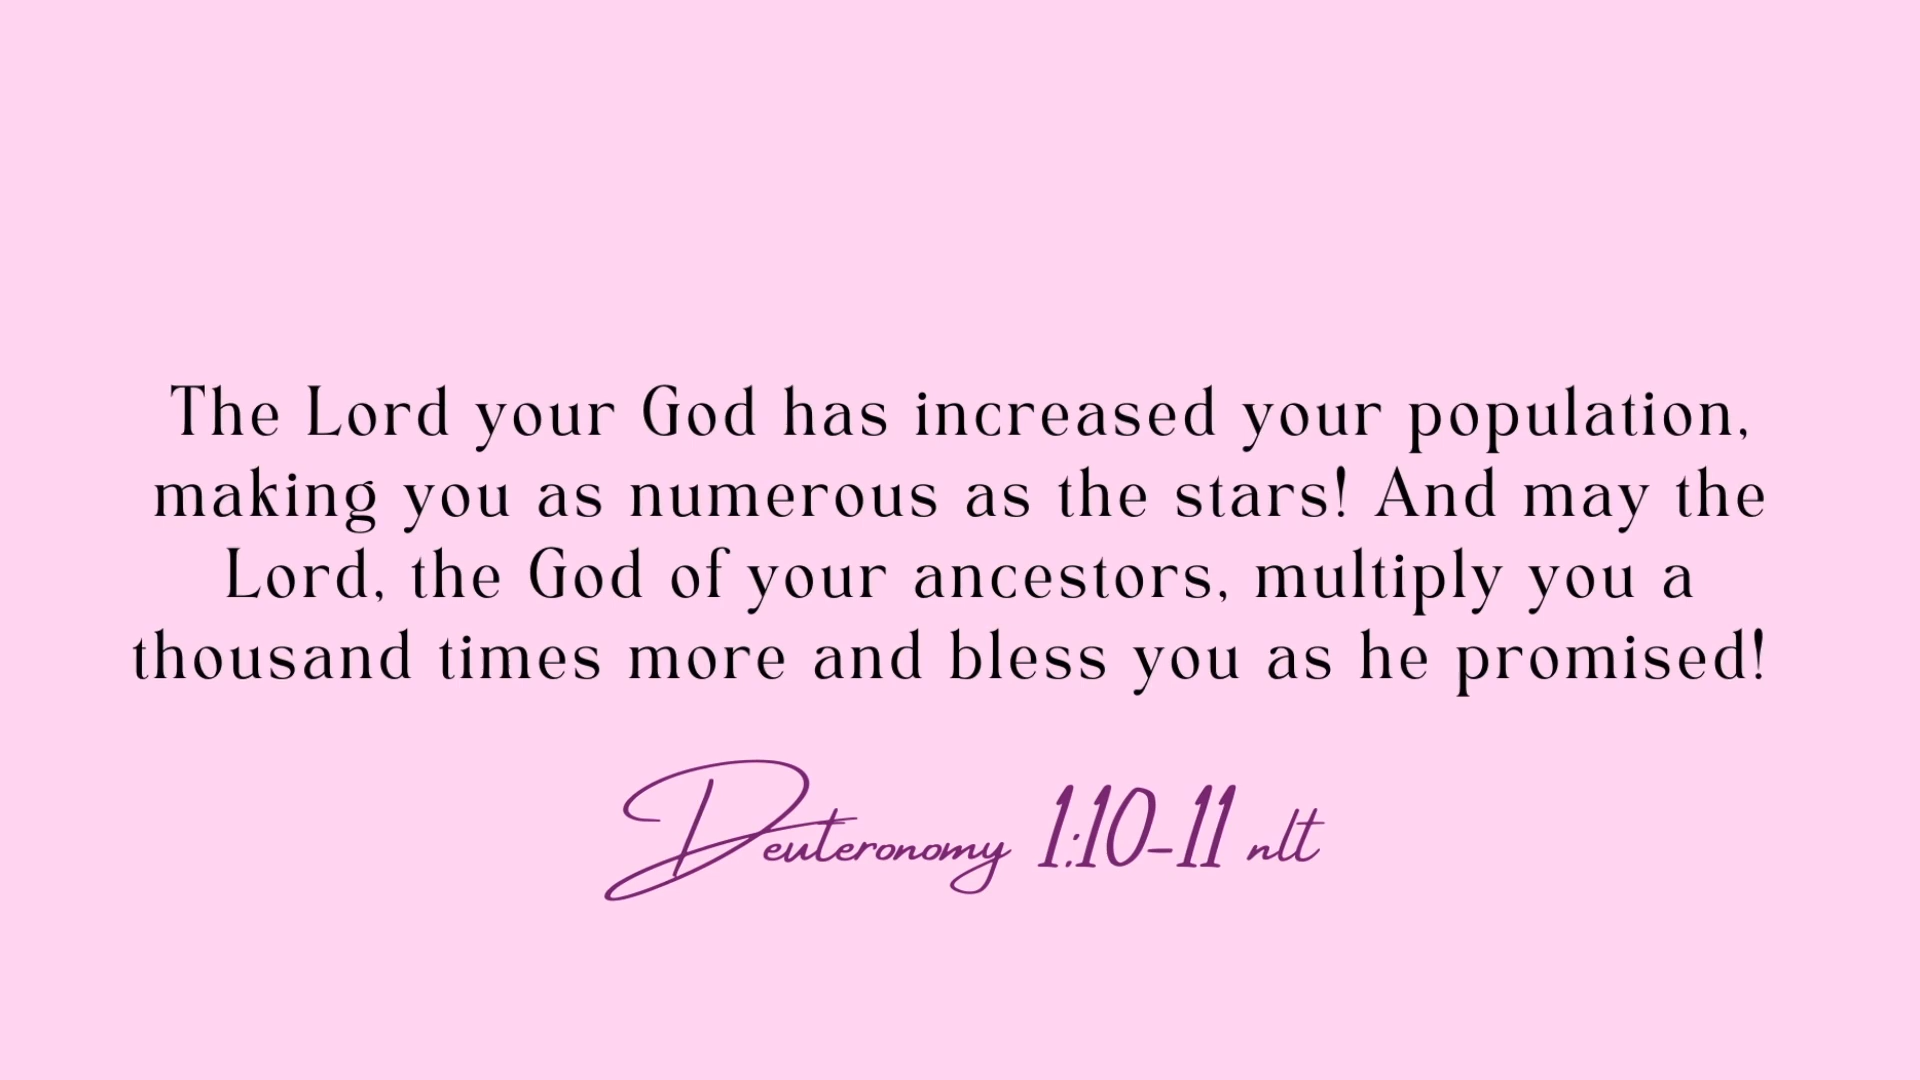 The Lord your God has increased your population,
making you as numerous as the stars! And may the
Lord, the God of your ancestors, multiply you a
thousand times more and bless you as he promised!
Deuteronomy 1:10-11 nlt